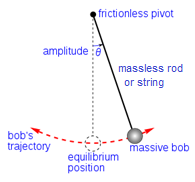 frictionless pivot
amplitude
θ
massless rod
or string
bob's
trajectory
massive bob
equilibrium
position